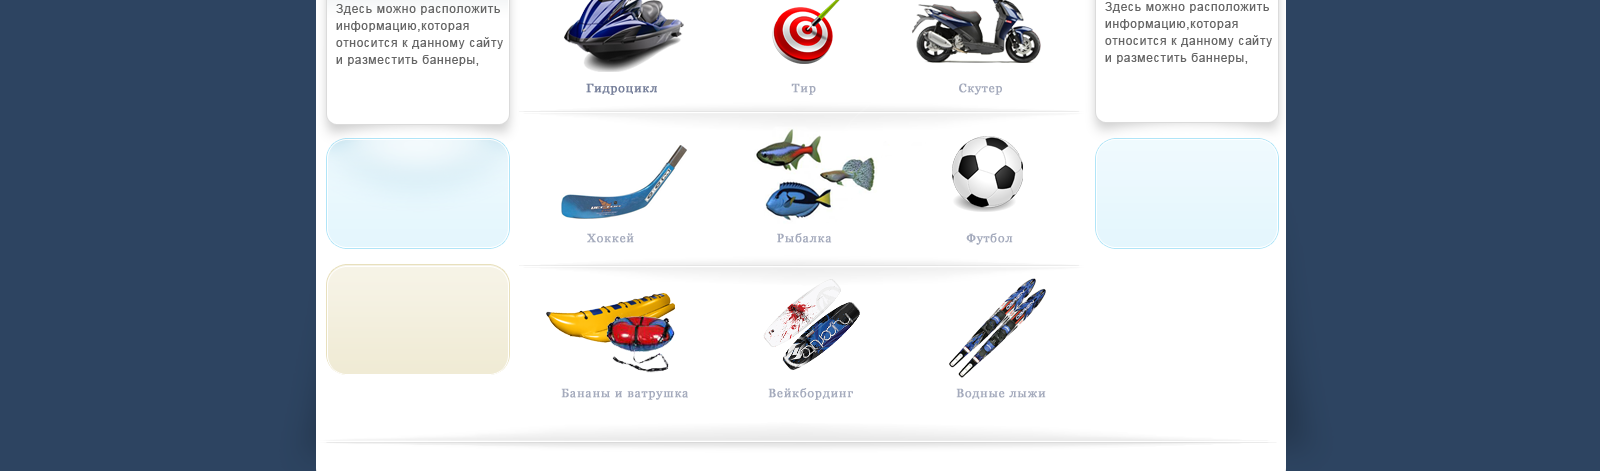 Здесь можно расположить
информацию,которая
относится к данному сайту
и разместить баннеры,
Гидроцикл
Тир
Скутер
Здесь можно расположить
информацию,которая
относится к данному сайту
и разместить баннеры,
Хоккей
Рыбалка
Футбол
Бананы и ватрушка
Вейкбординг
Водные лыжи